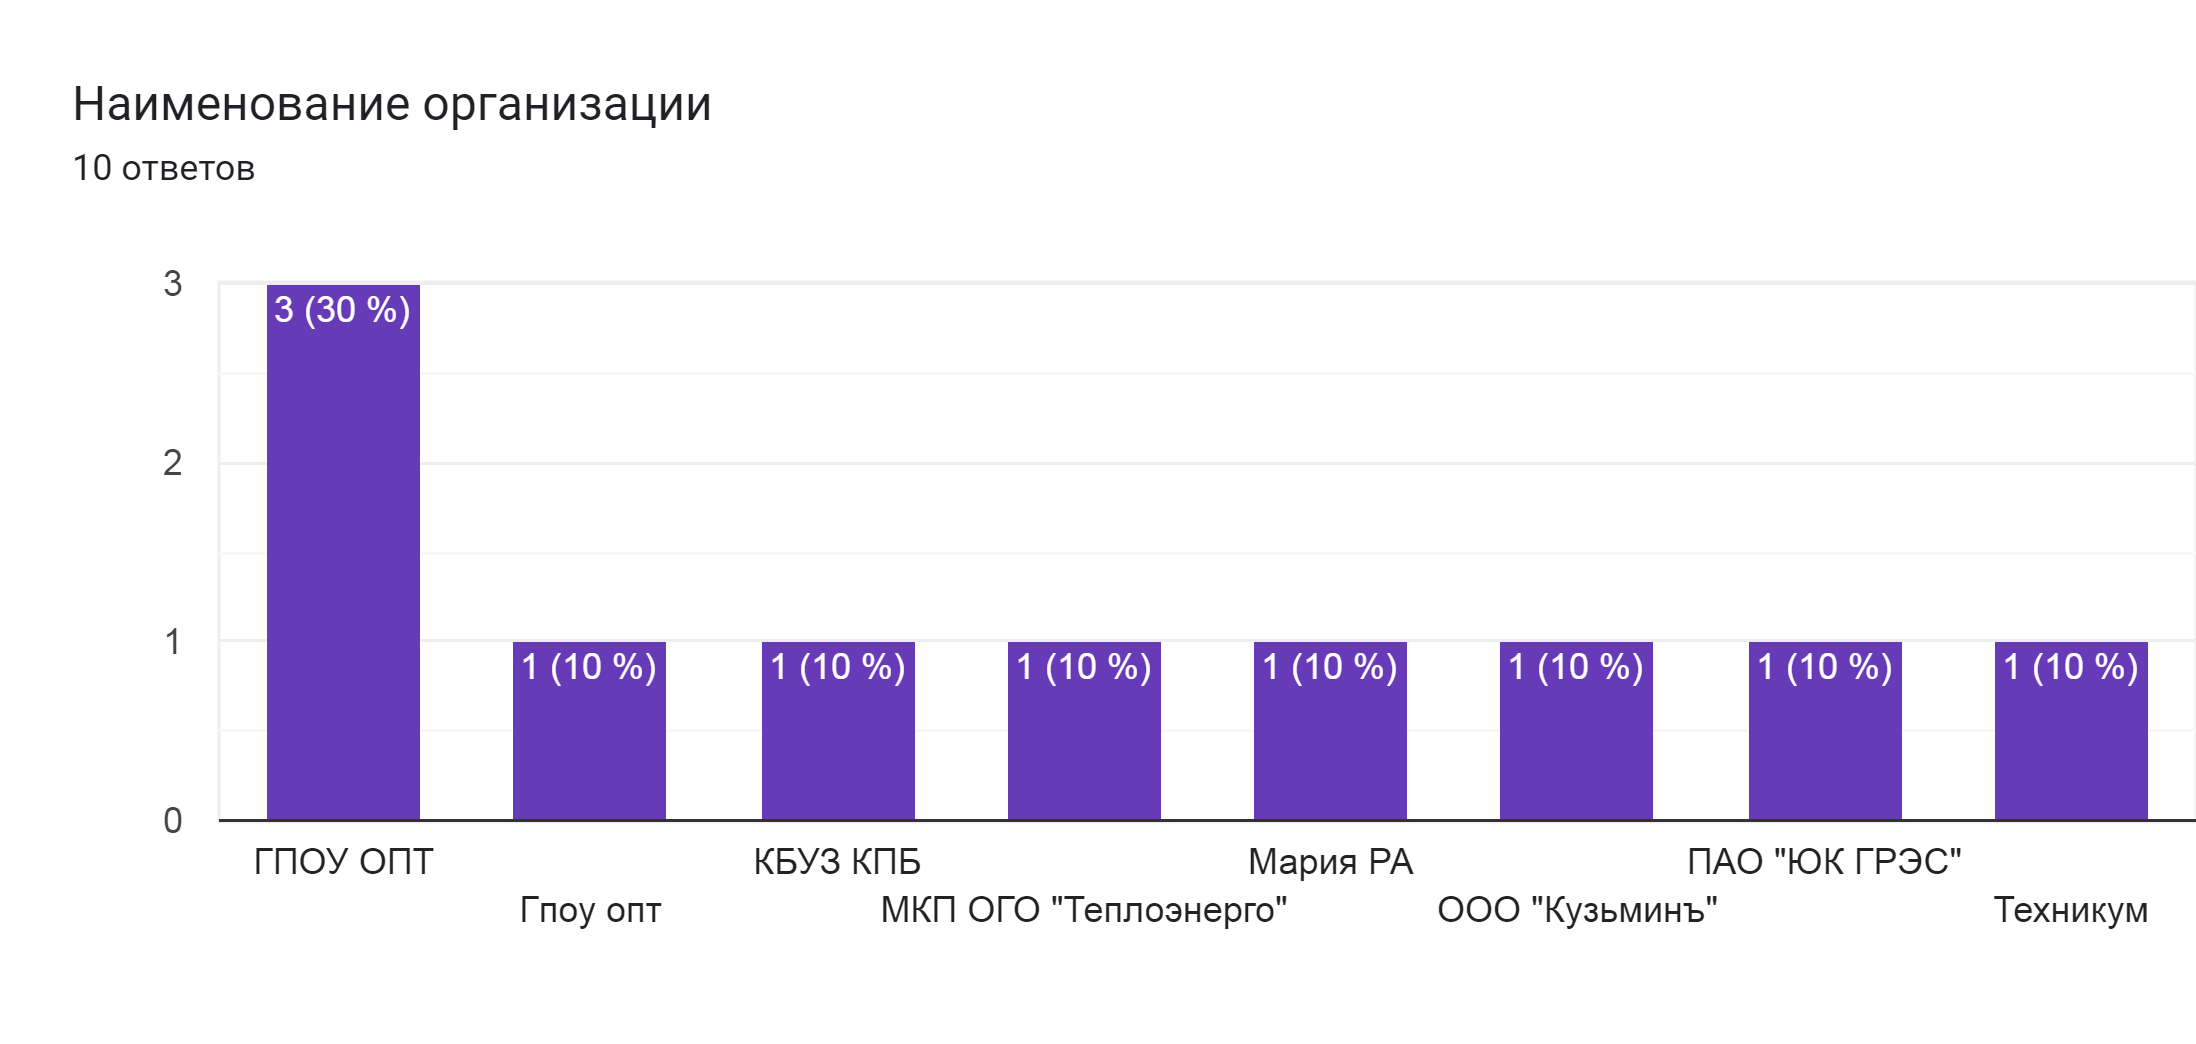 Наименование организации
10 ответов
3
2
1
0
3 (30 %)
1 (10 %)
1 (10 %)
1 (10 %)
1 (10 %)
1 (10 %)
1 (10 %)
1 (10 %)
ГПОУ ОПТ
Гпоу опт
КБУЗ КПБ
МКП ОГО "Теплоэнерго"
Мария РА
ООО "Кузьминъ"
ПАО "ЮК ГРЭС"
Техникум